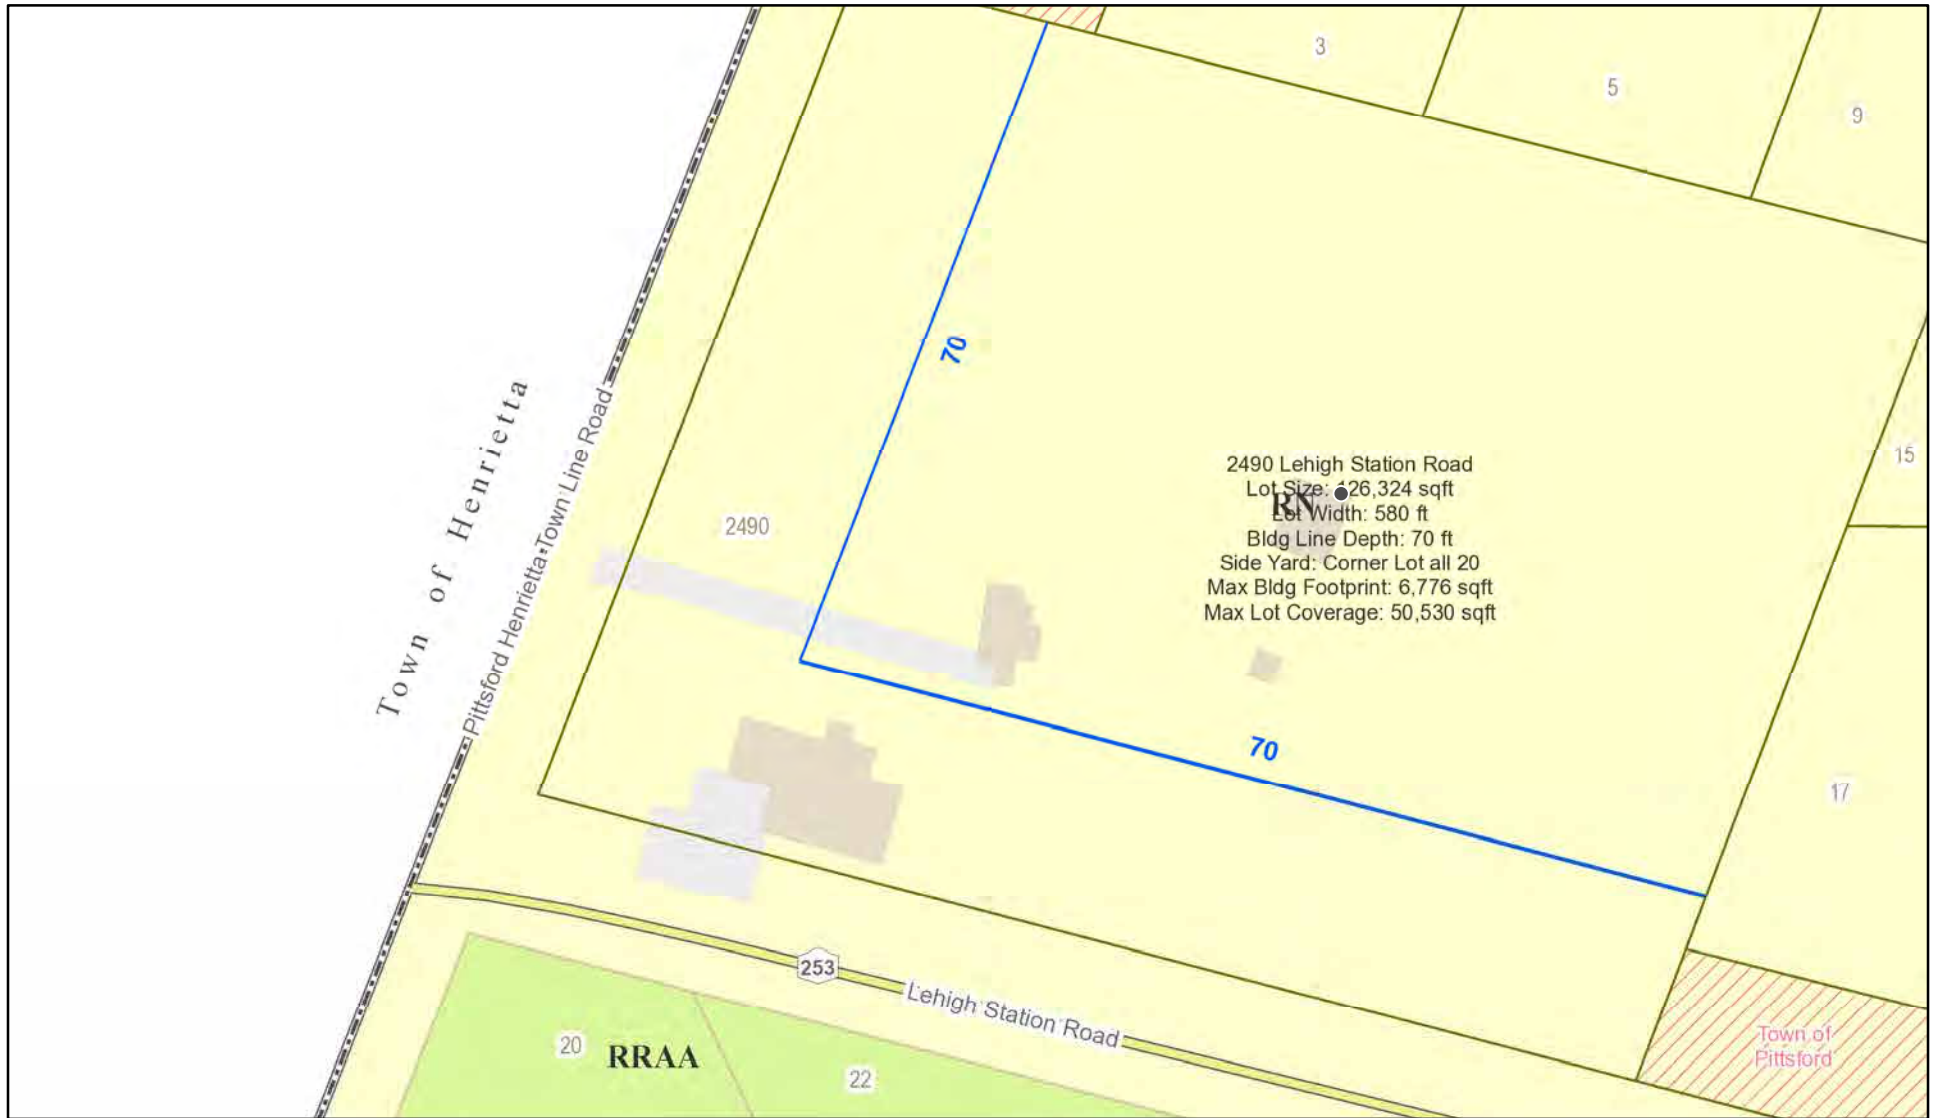 3
5
9
70
Town of Henrietta
Pittsford Henrietta Town Line Road
15
2490
2490 Lehigh Station Road
Lot Size: 126,324 sqft
RN
Lot Width: 580 ft
Bldg Line Depth: 70 ft
Side Yard: Corner Lot all 20
Max Bldg Footprint: 6,776 sqft
Max Lot Coverage: 50,530 sqft
70
17
253
Lehigh Station Road
20
RRAA
22
Town of
Pittsford